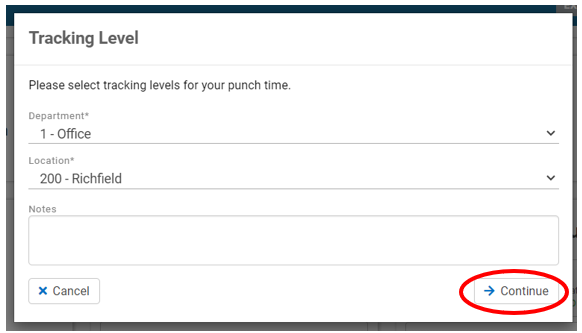 Tracking Level
Please select tracking levels for your punch time.
Department*
1 - Office
Location*
200 - Richfield
Notes
Cancel
Continue